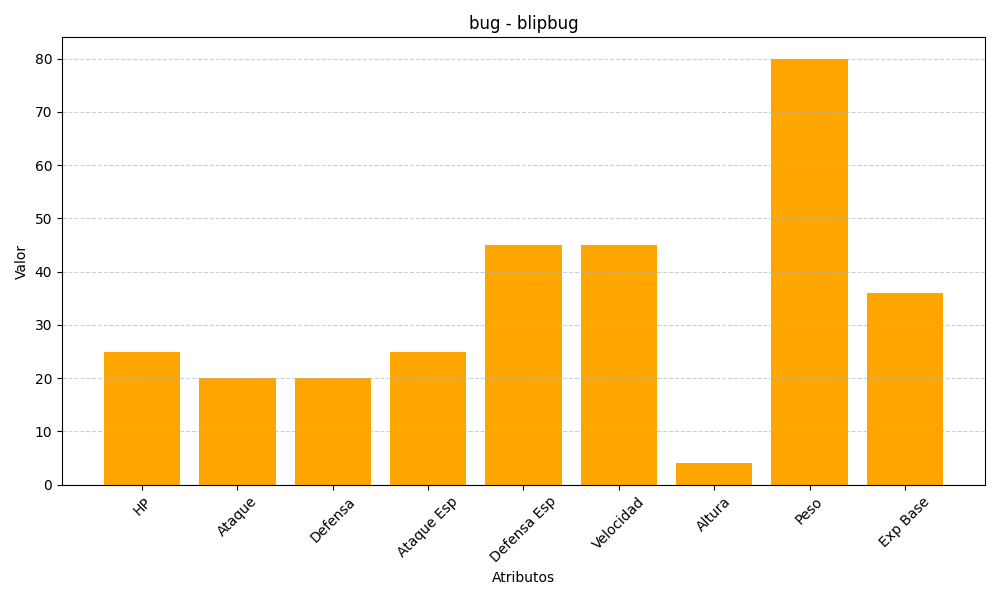 bug - blipbug
Valor
80
70
60
50
40
30
20
10
0
HP
Ataque
Defensa
Ataque Esp
Defensa Esp
Velocidad
Altura
Peso
Exp Base
Atributos